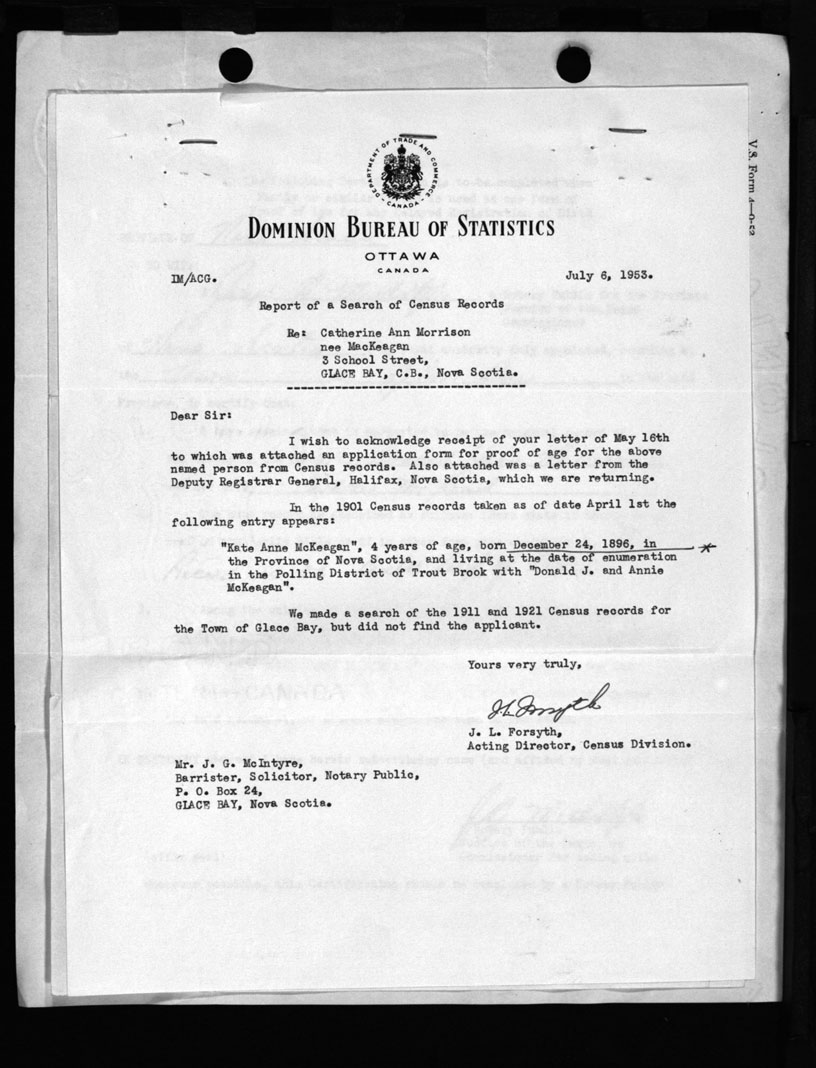 V.S. Form 4—9-52
DEPARTMENT OF TRADE AND COMMERCE
CANADA
DOMINION BUREAU OF STATISTICS
OTTAWA
CANADA
IM/ACG.
July 6, 1953.
Report of a Search of Census Records
Re: Catherine Ann Morrison
nee MacKeagan
3 School Street,
GLACE BAY, C.B., Nova Scotia.
Dear Sir:
I wish to acknowledge receipt of your letter of May 16th
to which was attached an application form for proof of age for the above
named person from Census records. Also attached was a letter from the
Deputy Registrar General, Halifax, Nova Scotia, which we are returning.
In the 1901 Census records taken as of date April 1st the
following entry appears:
"Kate Anne McKeagan", 4 years of age, born December 24, 1896, in
the Province of Nova Scotia, and living at the date of enumeration
in the Polling District of Trout Brook with "Donald J. and Annie
McKeagan".
We made a search of the 1911 and 1921 Census records for
the Town of Glace Bay, but did not find the applicant.
Yours very truly,
J L Forsyth
J. L. Forsyth,
Acting Director, Census Division.
Mr. J. G. McIntyre,
Barrister, Solicitor, Notary Public,
P. O. Box 24,
GLACE BAY, Nova Scotia.